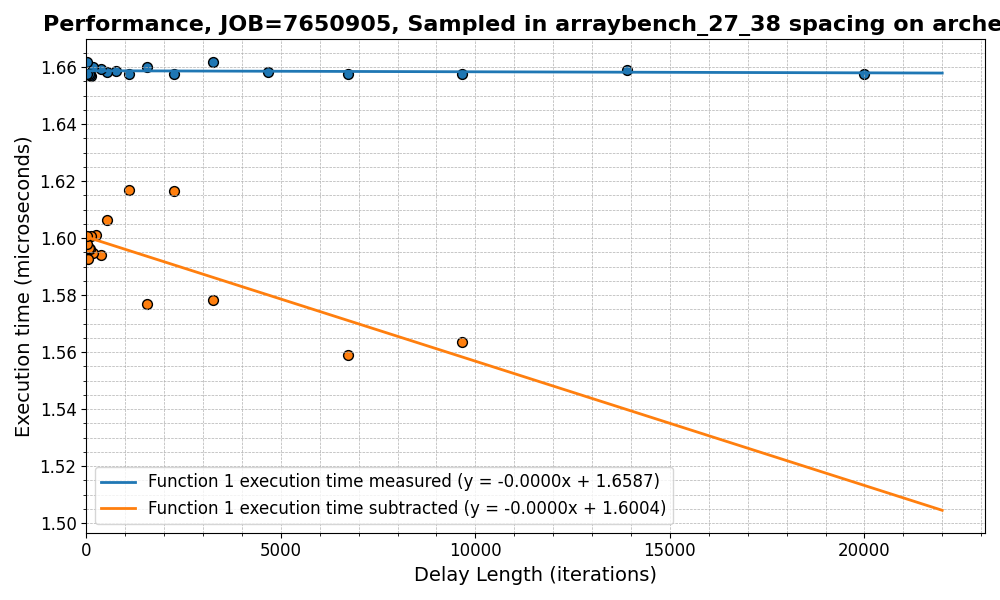 Performance, JOB=7650905, Sampled in arraybench_27_38 spacing on arche
Execution time (microseconds)
1.66
1.64
1.62
1.60
1.58
1.56
1.54
1.52
1.50
Function 1 execution time measured (y = -0.0000x + 1.6587)
Function 1 execution time subtracted (y = -0.0000x + 1.6004)
0 5000 10000 15000 20000
Delay Length (iterations)